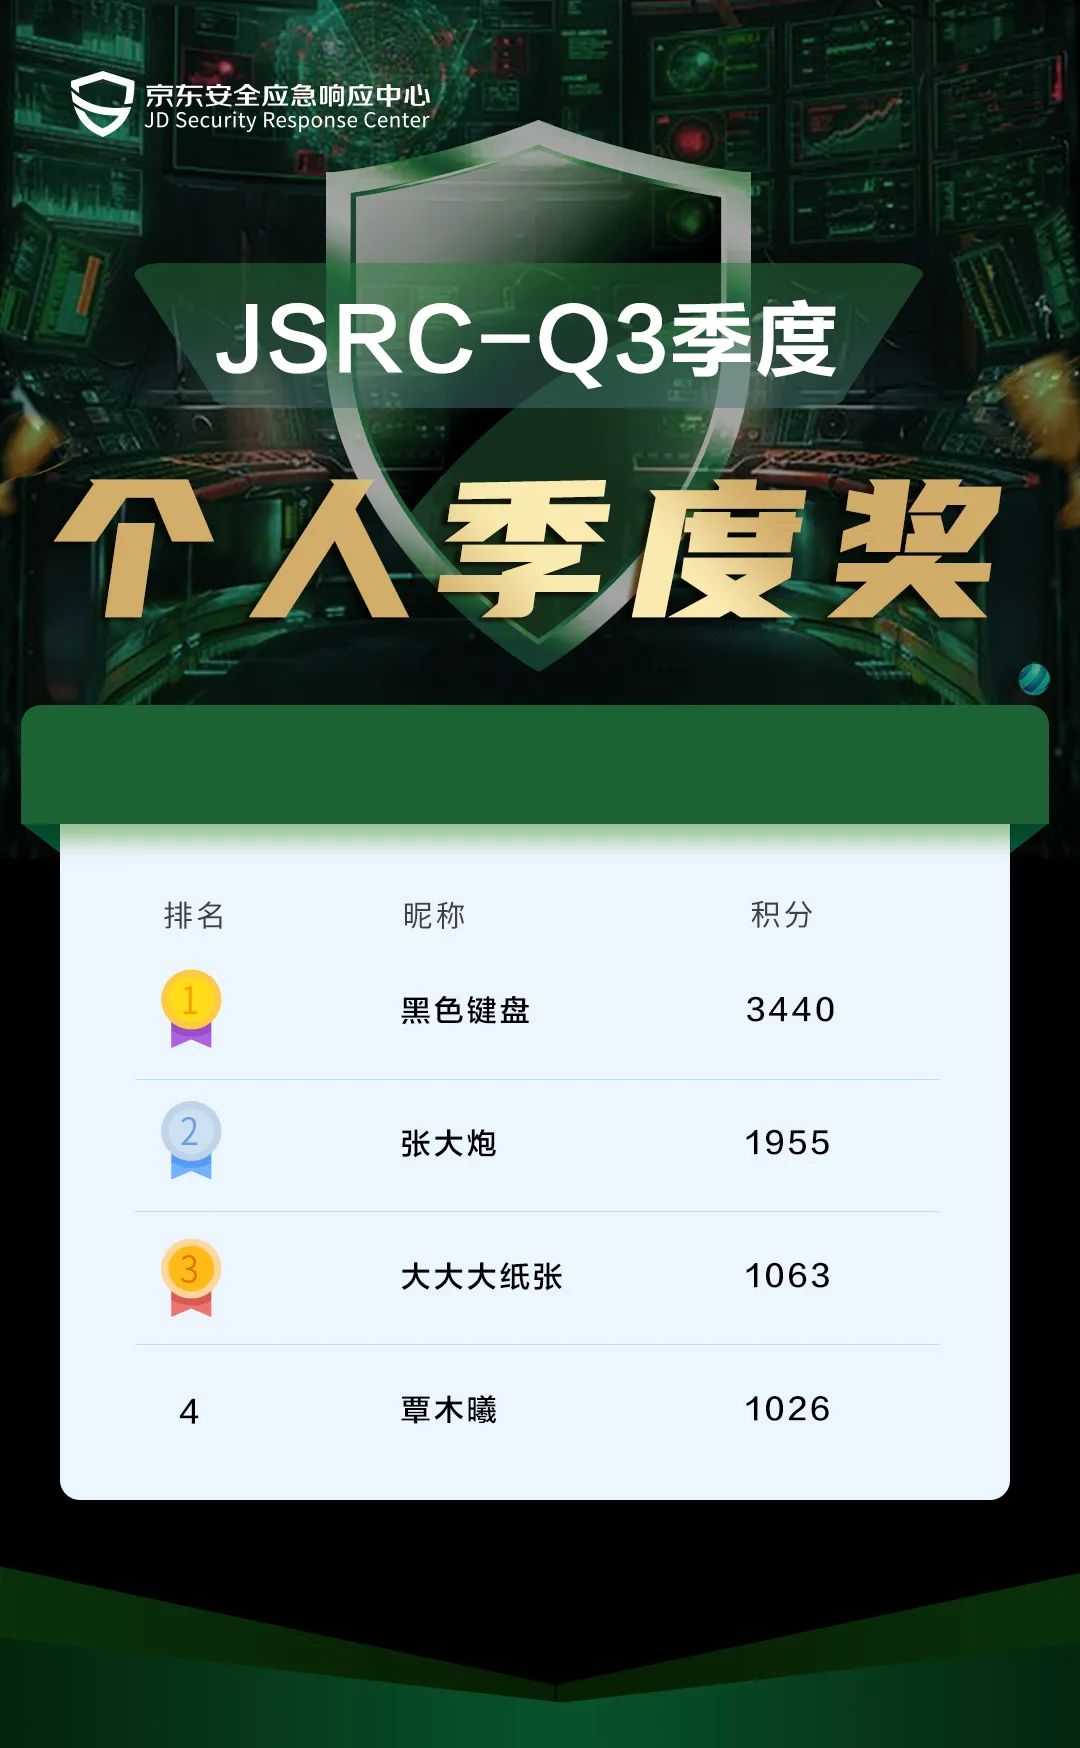 京东安全应急响应中心
JD Security Response Center
JSRC-Q3季度
个人季度奖
排名 昵称 积分
1 黑色键盘 3440
2 张大炮 1955
3 大大大纸张 1063
4 覃木曦 1026